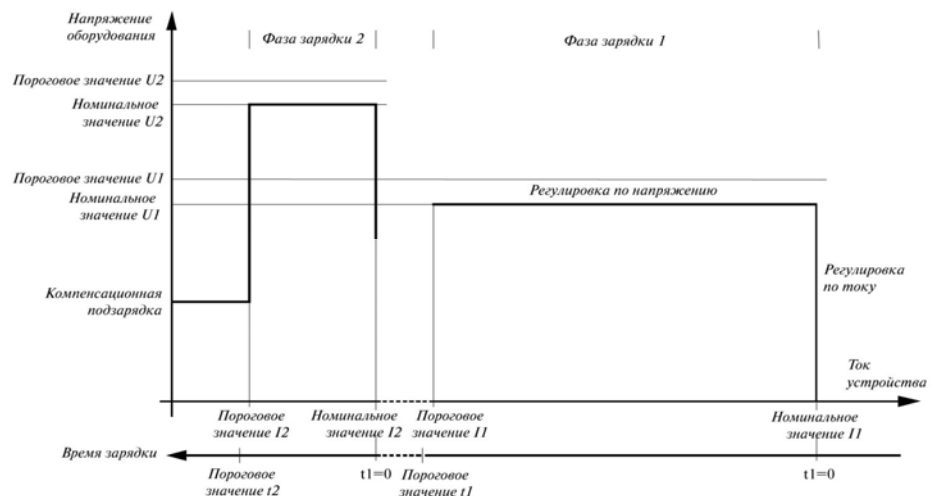 Напряжение
оборудования
Фаза зарядки 2
Фаза зарядки 1
Пороговое значение U2
Номинальное
значение U2
Пороговое значение U1
Номинальное
значение U1
Регулировка по напряжению
Компенсационная
подзарядка
Регулировка
по току
Ток
устройства
Пороговое
значение I2
Номинальное
значение I2
Пороговое
значение I1
Номинальное
значение I1
Время зарядки
Пороговое
значение t2
t1=0
Пороговое
значение t1
t1=0